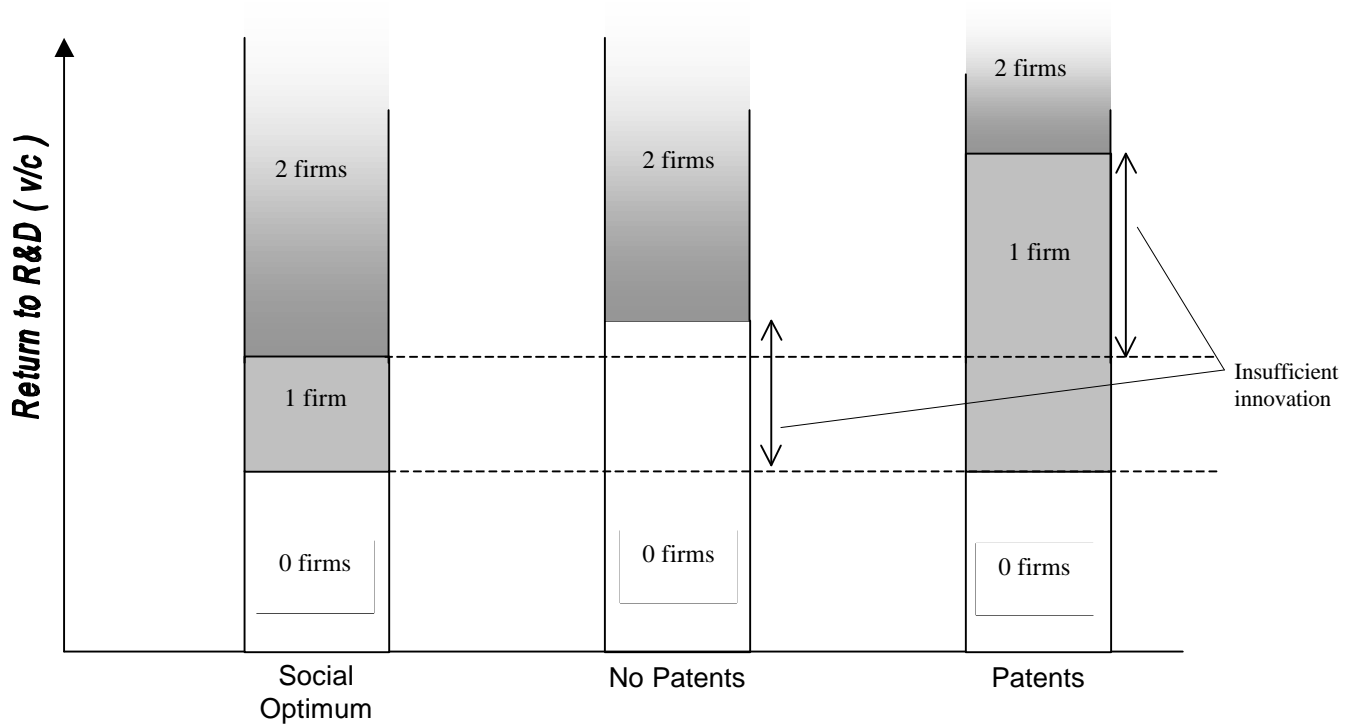 Return to R&D ( v/c )
2 firms
1 firm
0 firms
2 firms
0 firms
2 firms
1 firm
0 firms
Insufficient
innovation
Social
Optimum
No Patents
Patents